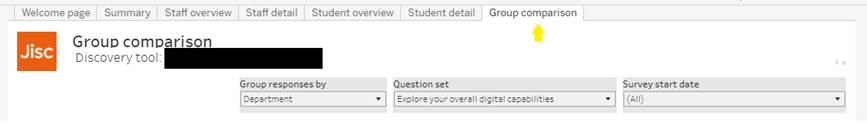 Welcome page Summary Staff overview Staff detail Student overview Student detail Group comparison
Jisc
Group comparison
Discovery tool:
Group responses by Question set Survey start date
Department Explore your overall digital capabilities (All)